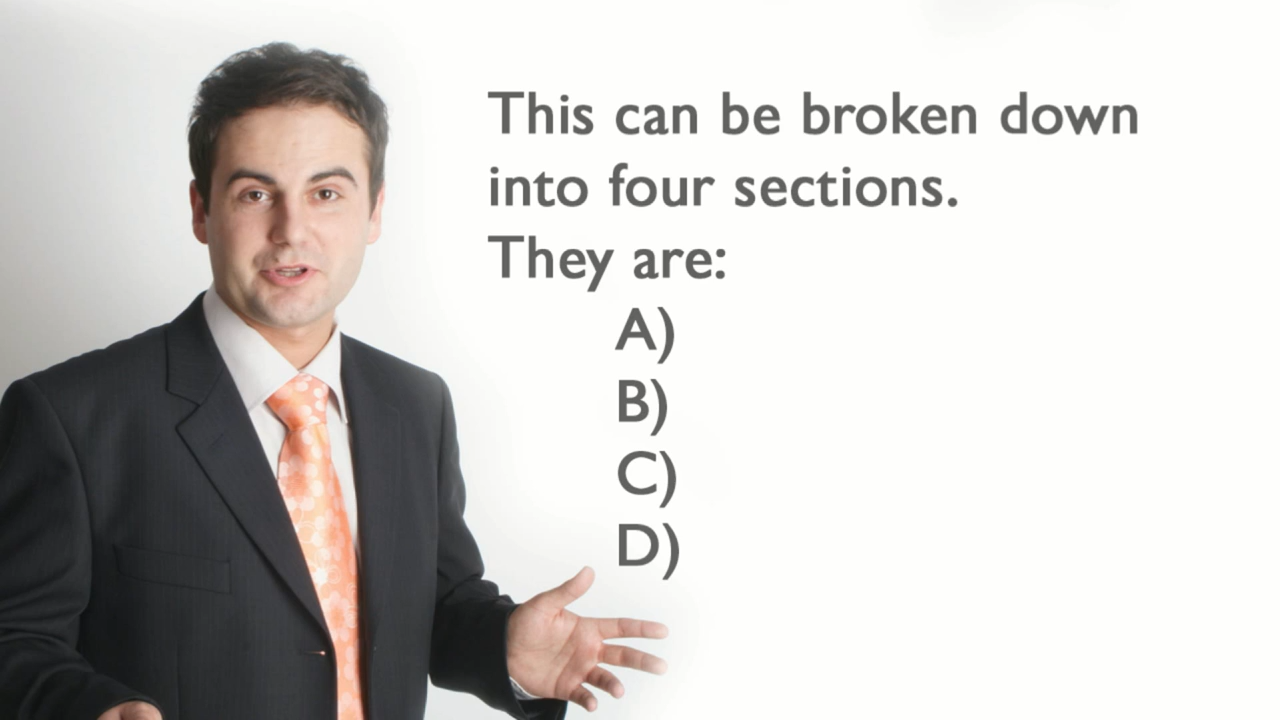 This can be broken down
into four sections.
They are:
A)
B)
C)
D)